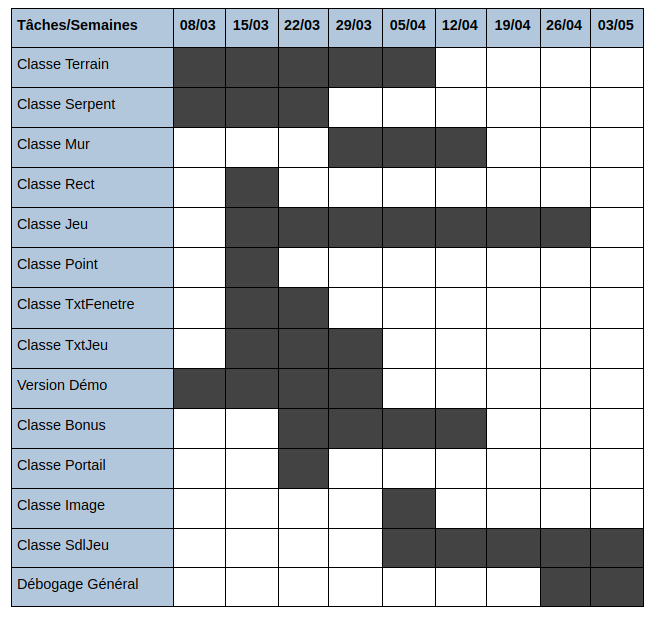 Tâches/Semaines 08/03 15/03 22/03 29/03 05/04 12/04 19/04 26/04 03/05
Classe Terrain
Classe Serpent
Classe Mur
Classe Rect
Classe Jeu
Classe Point
Classe TxtFenetre
Classe TxtJeu
Version Démo
Classe Bonus
Classe Portail
Classe Image
Classe SdlJeu
Débogage Général